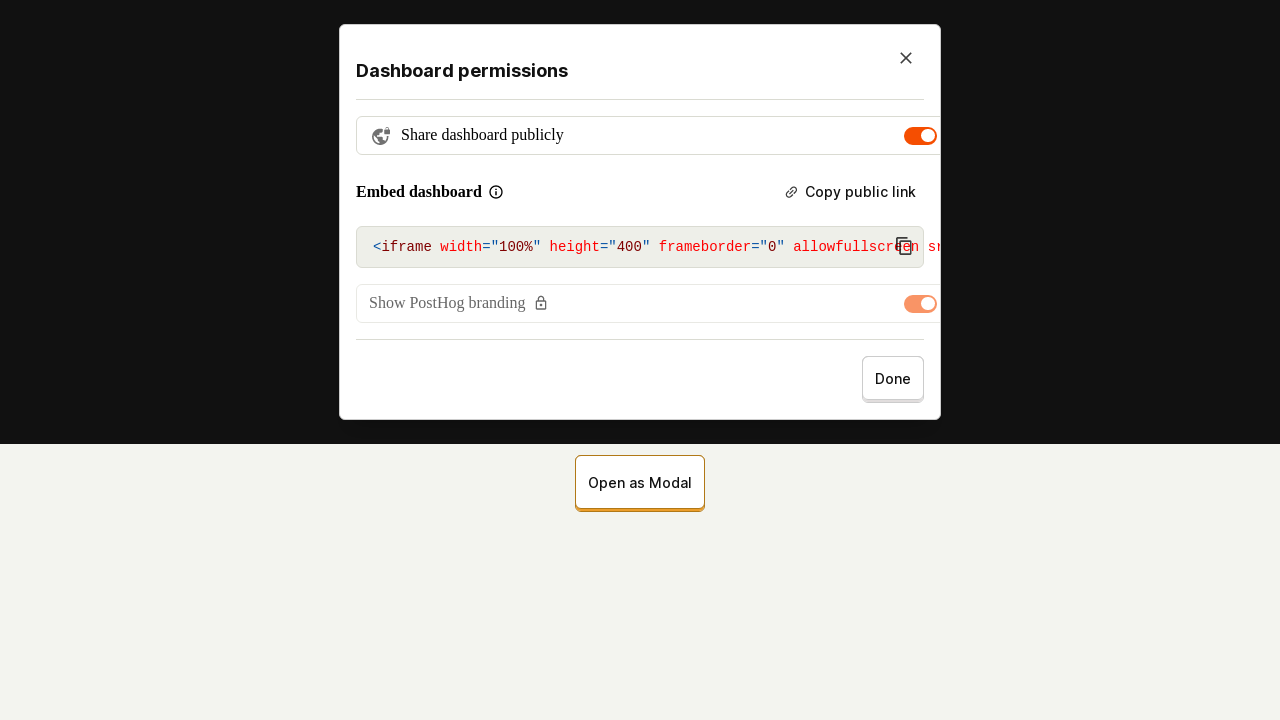 Dashboard permissions
Share dashboard publicly
Embed dashboard
Copy public link
<iframe width="100%" height="400" frameborder="0" allowfullscreen
Show PostHog branding
Done
Open as Modal